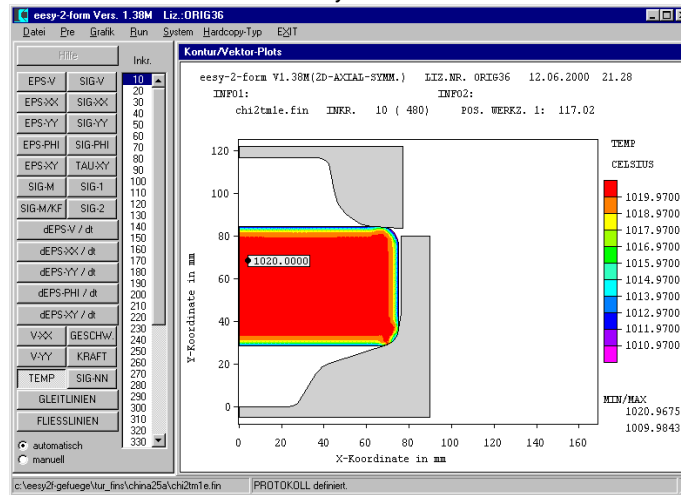 eesy-2-form Vers. 1.38M Liz.:ORIG36
Datei Pre Grafik Run System Hardcopy-Typ EXIT
Hilfe
Inkr.
EPS-V SIG-V
EPS-XX SIG-XX
EPS-YY SIG-YY
EPS-PHI SIG-PHI
EPS-XY TAU-XY
SIG-M SIG-1
SIG-M/KF SIG-2
dEPS-V / dt
dEPS-XX / dt
dEPS-YY / dt
dEPS-PHI / dt
dEPS-XY / dt
V-XX GESCHW.
V-YY KRAFT
TEMP SIG-NN
GLEITLINIEN
FLIESSLINIEN
automatisch
manuell
10
20
30
40
50
60
70
80
90
100
110
120
130
140
150
160
170
180
190
200
210
220
230
240
250
260
270
280
290
300
310
320
330
Kontur/Vektor-Plots
eesy-2-form V1.38M(2D-AXIAL-SYMM.) LIZ.NR. ORIG36 12.06.2000 21.28
INFO1: INFO2:
chi2tm1e.fin INKR. 10 ( 480) POS. WERKZ. 1: 117.02
Y-Koordinate in mm
120
100
80
60
40
20
0
1020.0000
0 20 40 60 80 100 120 140 160
X-Koordinate in mm
TEMP
CELSIUS
1019.9700
1018.9700
1017.9700
1016.9700
1015.9700
1014.9700
1013.9700
1012.9700
1011.9700
1010.9700
MIN/MAX
1020.9675
1009.9843
c:\eesy2f-gefuege\tur_fins\china25a\chi2tm1e.fin PROTOKOLL definiert.